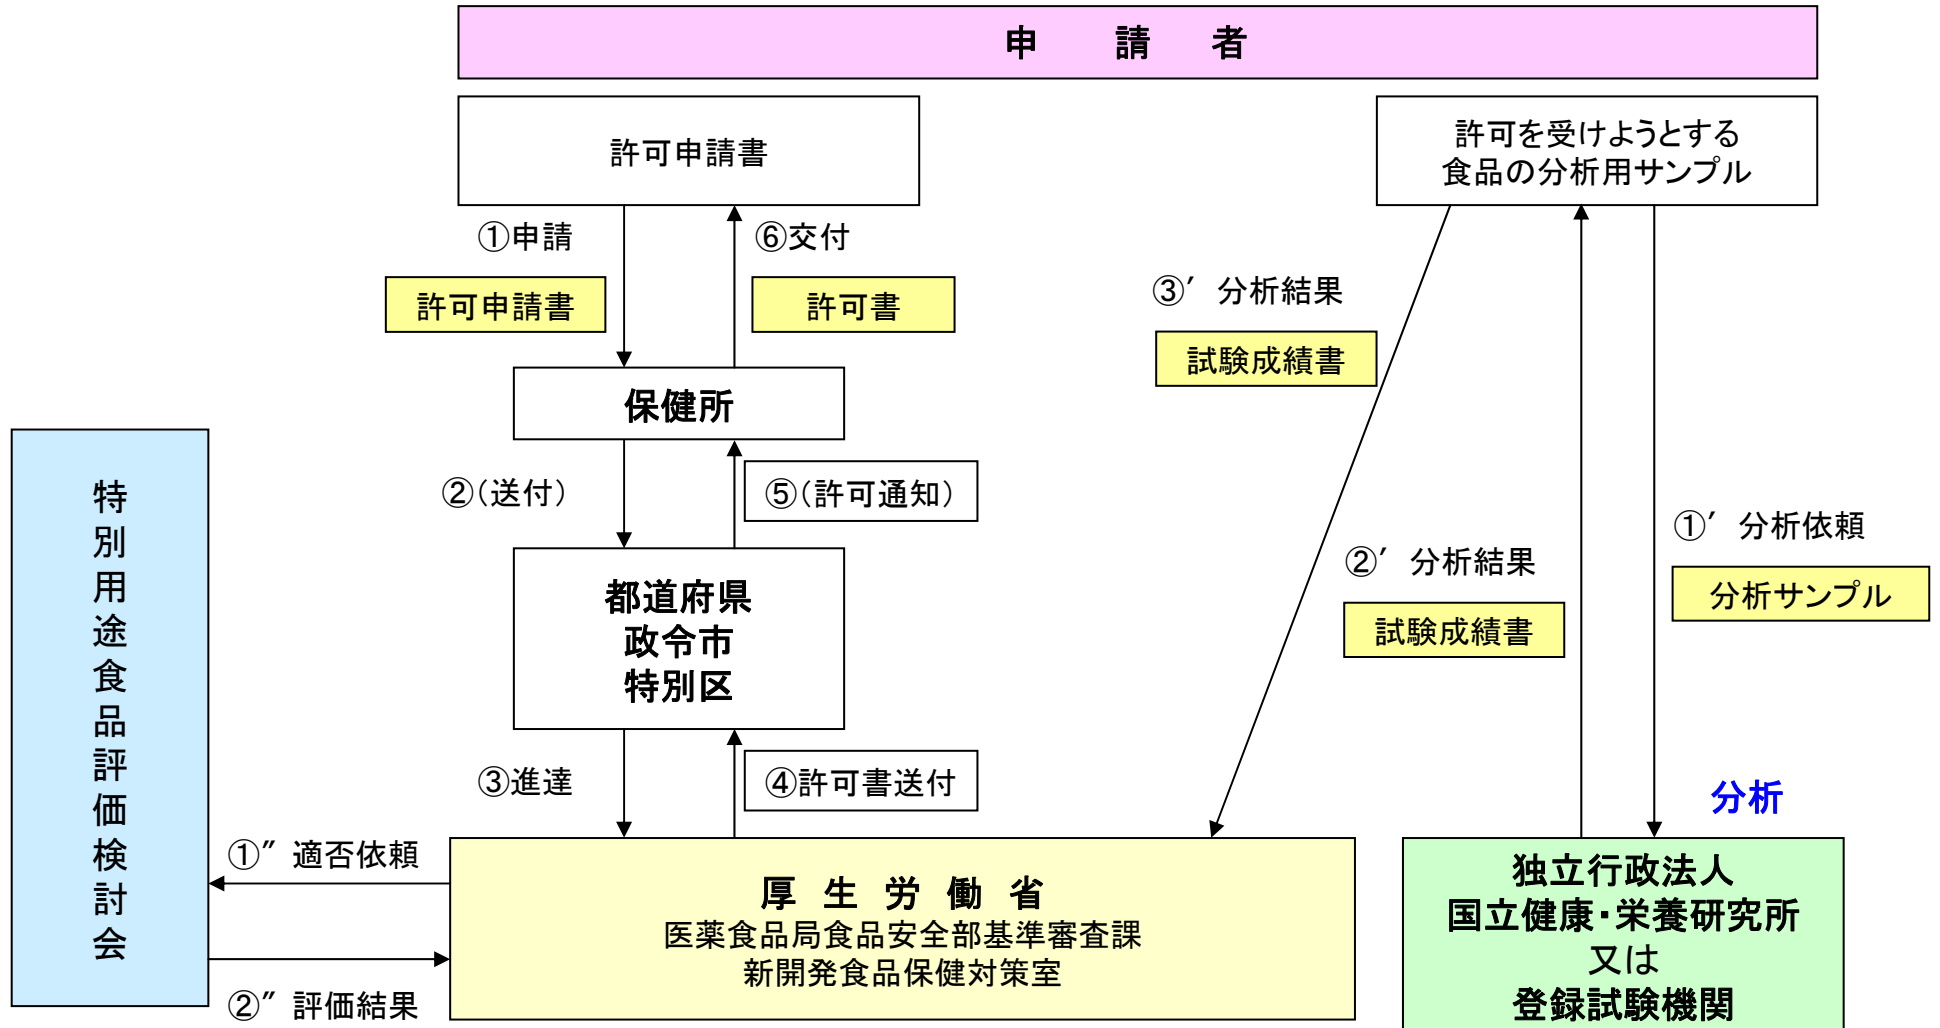 申 請 者
許可申請書
許可を受けようとする
食品の分析用サンプル
①申請
⑥交付
許可申請書
許可書
③′ 分析結果
試験成績書
保健所
②(送付)
⑤(許可通知)
①′ 分析依頼
分析サンプル
②′ 分析結果
試験成績書
都道府県
政令市
特別区
③進達
④許可書送付
分析
特別用途食品評価検討会
①″ 適否依頼
②″ 評価結果
厚 生 労 働 省
医薬食品局食品安全部基準審査課
新開発食品保健対策室
独立行政法人
国立健康・栄養研究所
又は
登録試験機関